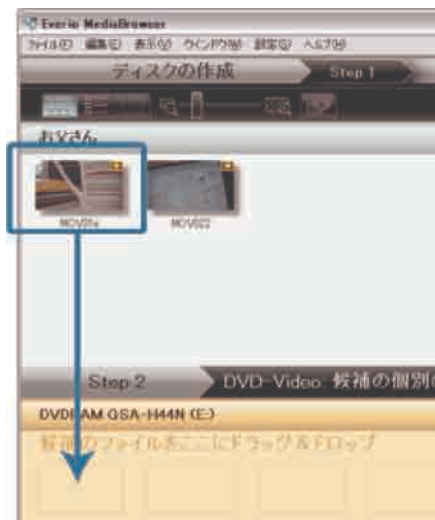 Everio MediaBrowser
ファイル(F) 編集(E) 表示(V) ウインドウ(W) 設定(S) ヘルプ(H)
ディスクの作成 Step 1
お父さん
Step 2 DVD-Video: 候補の個別の
DVDRAM GSA-H44N (E:)
候補のファイルをここにドラッグ&ドロップ